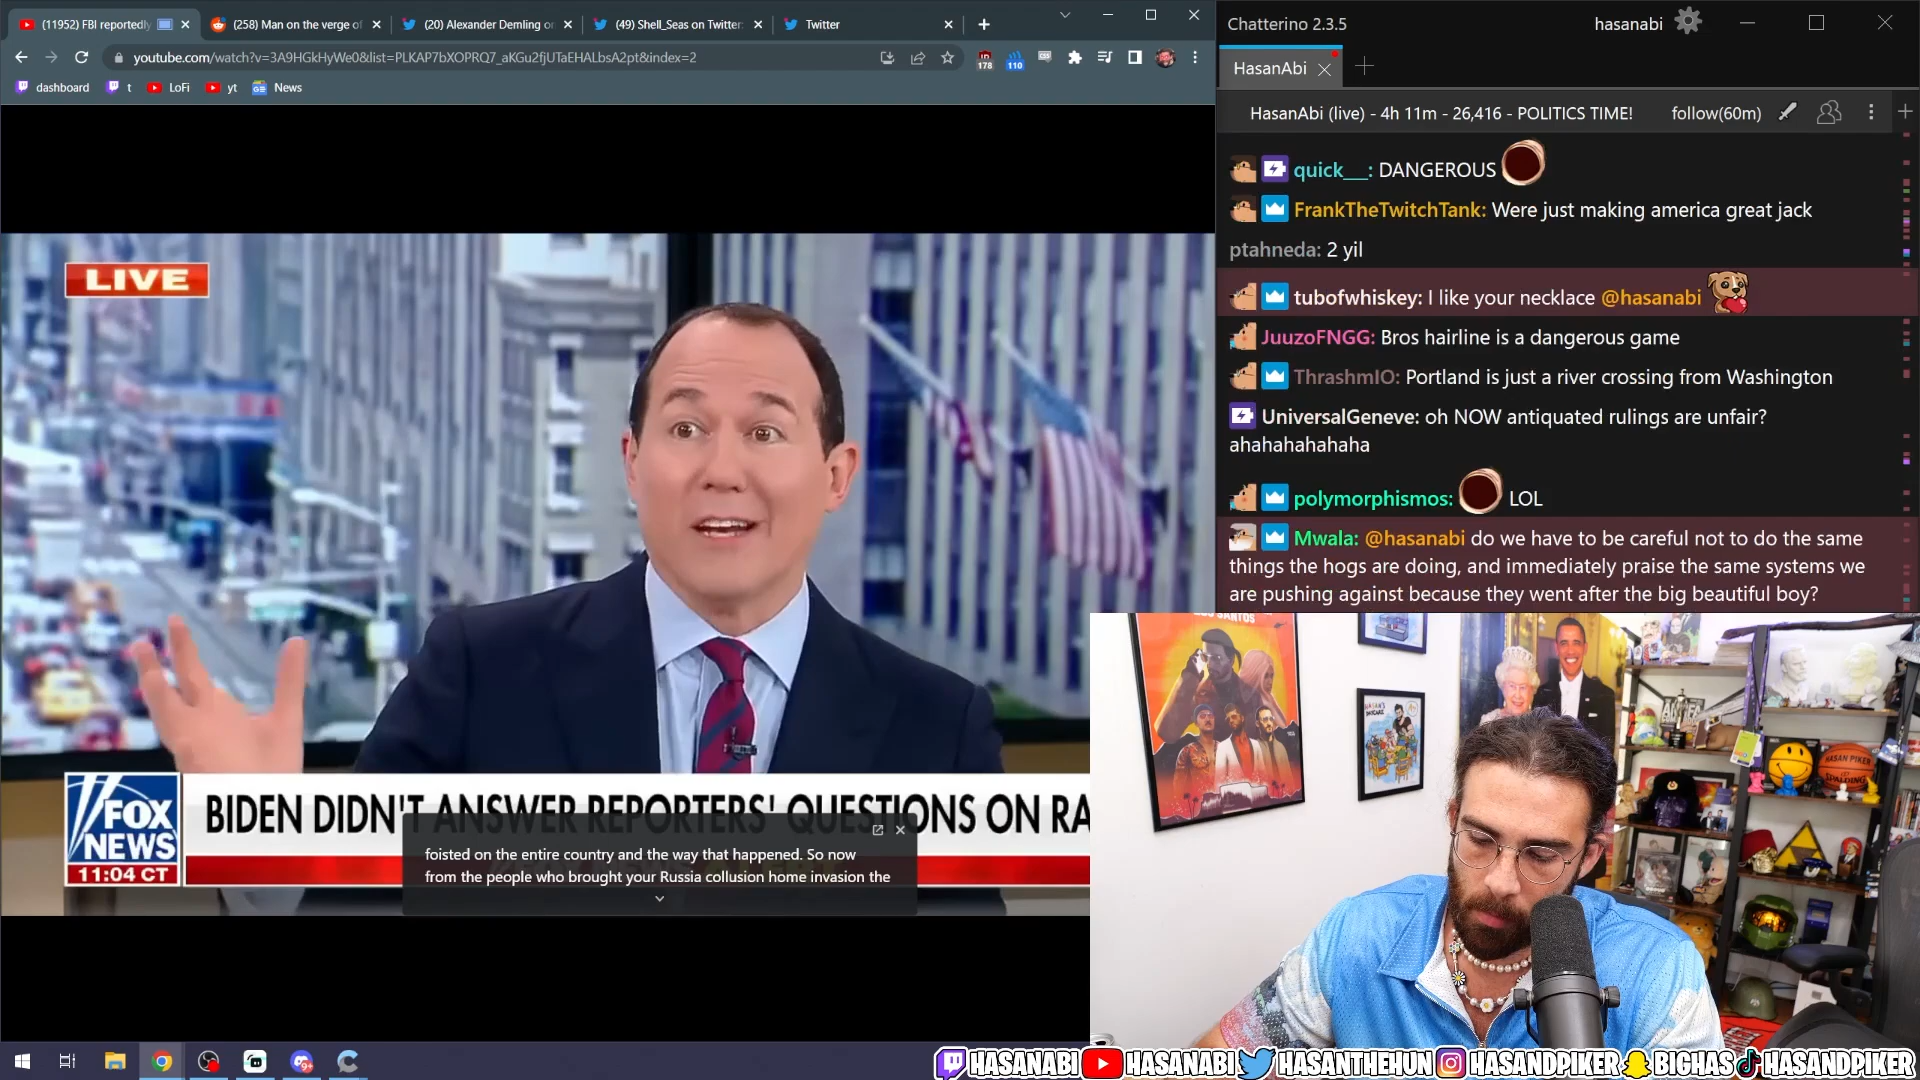 (11952) FBI reportedly
(258) Man on the verge of
(20) Alexander Demling on
(49) Shell_Seas on Twitter:
Twitter
youtube.com/watch?v=3A9HGkHyWe0&list=PLKAP7bXOPRQ7_aKGu2fjUTaEHALbsA2pt&index=2
178
110
dashboard
t
LoFi
yt
News
LIVE
FOX
NEWS
11:04 CT
BIDEN DIDN'T ANSWER REPORTERS' QUESTIONS ON RA
foisted on the entire country and the way that happened. So now
from the people who brought your Russia collusion home invasion the
Chatterino 2.3.5
hasanabi
HasanAbi
HasanAbi (live) - 4h 11m - 26,416 - POLITICS TIME!
follow(60m)
quick___: DANGEROUS
FrankTheTwitchTank: Were just making america great jack
ptahneda: 2 yil
tubofwhiskey: I like your necklace @hasanabi
JuuzoFNGG: Bros hairline is a dangerous game
ThrashmIO: Portland is just a river crossing from Washington
UniversalGeneve: oh NOW antiquated rulings are unfair?
ahahahahahaha
polymorphismos: LOL
Mwala: @hasanabi do we have to be careful not to do the same
things the hogs are doing, and immediately praise the same systems we
are pushing against because they went after the big beautiful boy?
HASAN PIKER
SPALDING
HASANABI
HASANABI
HASANTHEHUN
HASANDPIKER
BIGHAS
HASANDPIKER